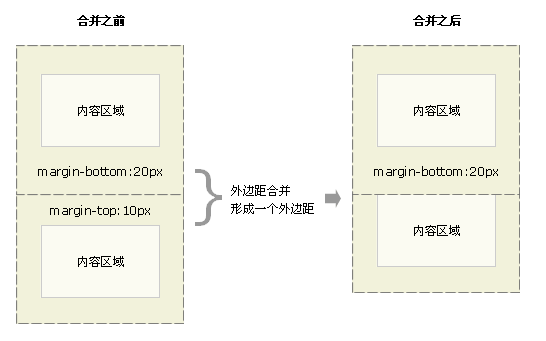 合并之前
内容区域
margin-bottom:20px
margin-top:10px
内容区域
外边距合并
形成一个外边距
合并之后
内容区域
margin-bottom:20px
内容区域